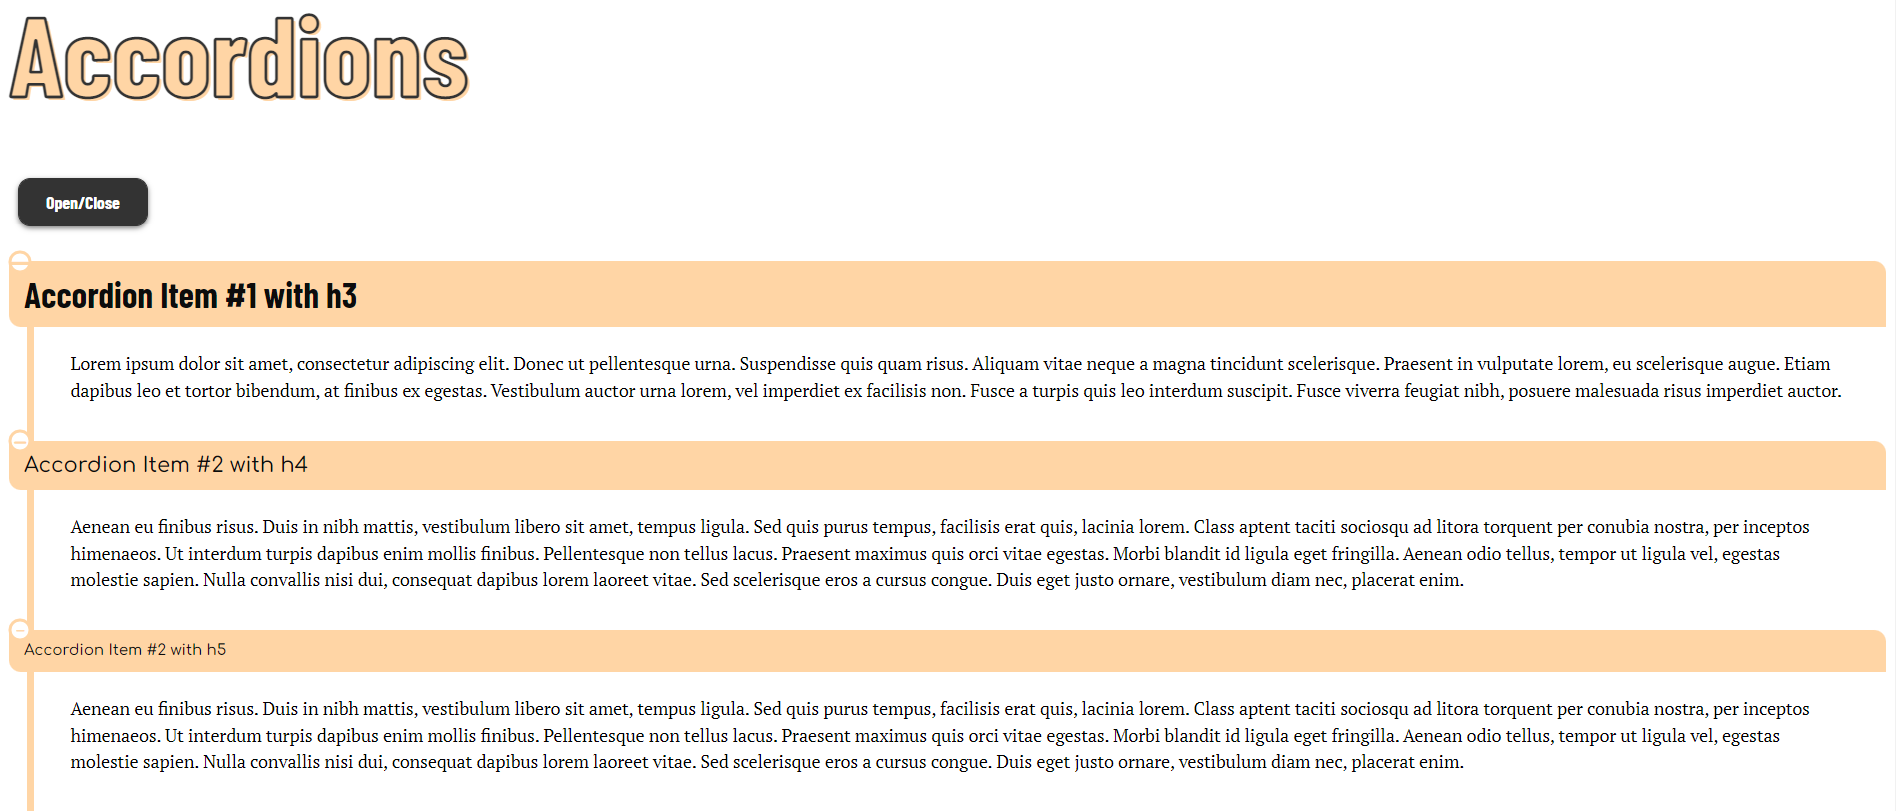 Accordions
Open/Close
Accordion Item #1 with h3
Lorem ipsum dolor sit amet, consectetur adipiscing elit. Donec ut pellentesque urna. Suspendisse quis quam risus. Aliquam vitae neque a magna tincidunt scelerisque. Praesent in vulputate lorem, eu scelerisque augue. Etiam
dapibus leo et tortor bibendum, at finibus ex egestas. Vestibulum auctor urna lorem, vel imperdiet ex facilisis non. Fusce a turpis quis leo interdum suscipit. Fusce viverra feugiat nibh, posuere malesuada risus imperdiet auctor.
Accordion Item #2 with h4
Aenean eu finibus risus. Duis in nibh mattis, vestibulum libero sit amet, tempus ligula. Sed quis purus tempus, facilisis erat quis, lacinia lorem. Class aptent taciti sociosqu ad litora torquent per conubia nostra, per inceptos
himenaeos. Ut interdum turpis dapibus enim mollis finibus. Pellentesque non tellus lacus. Praesent maximus quis orci vitae egestas. Morbi blandit id ligula eget fringilla. Aenean odio tellus, tempor ut ligula vel, egestas
molestie sapien. Nulla convallis nisi dui, consequat dapibus lorem laoreet vitae. Sed scelerisque eros a cursus congue. Duis eget justo ornare, vestibulum diam nec, placerat enim.
Accordion Item #2 with h5
Aenean eu finibus risus. Duis in nibh mattis, vestibulum libero sit amet, tempus ligula. Sed quis purus tempus, facilisis erat quis, lacinia lorem. Class aptent taciti sociosqu ad litora torquent per conubia nostra, per inceptos
himenaeos. Ut interdum turpis dapibus enim mollis finibus. Pellentesque non tellus lacus. Praesent maximus quis orci vitae egestas. Morbi blandit id ligula eget fringilla. Aenean odio tellus, tempor ut ligula vel, egestas
molestie sapien. Nulla convallis nisi dui, consequat dapibus lorem laoreet vitae. Sed scelerisque eros a cursus congue. Duis eget justo ornare, vestibulum diam nec, placerat enim.